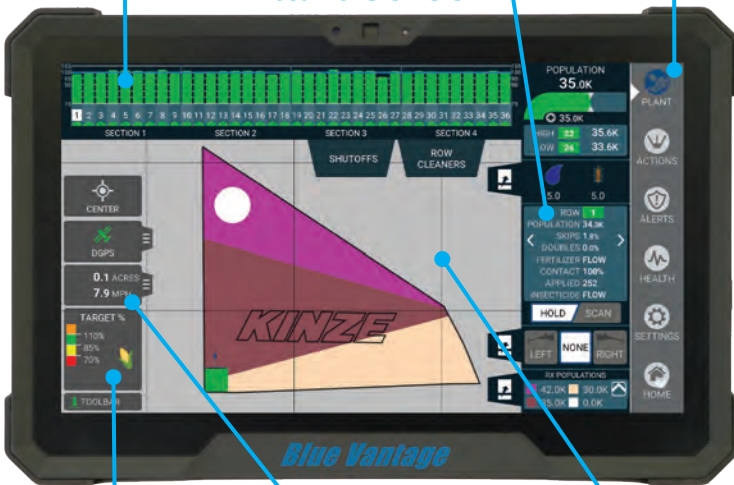 POPULATION
35.0K
PLANT
35.0K
1 2 3 4 5 6 7 8 9 10 11 12 13 14 15 16 17 18 19 20 21 22 23 24 25 26 27 28 29 30 31 32 33 34 35 36
SECTION 1 SECTION 2 SECTION 3 SECTION 4
HIGH 22 35.6K
LOW 26 33.6K
SHUTOFFS
ROW CLEANERS
ACTIONS
5.0 5.0
CENTER
ALERTS
ROW 1
POPULATION 34.3K
SKIPS 1.8%
DOUBLES 0.0%
FERTILIZER FLOW
CONTACT 100%
APPLIED 252
INSECTICIDE FLOW
DGPS
HEALTH
0.1 ACRES
7.9 MPH
HOLD SCAN
SETTINGS
TARGET %
110%
85%
70%
KINZE
LEFT NONE RIGHT
RX POPULATIONS
42.0K 30.0K
35.0K 0.0K
HOME
1 TOOLBAR
Blue Vantage